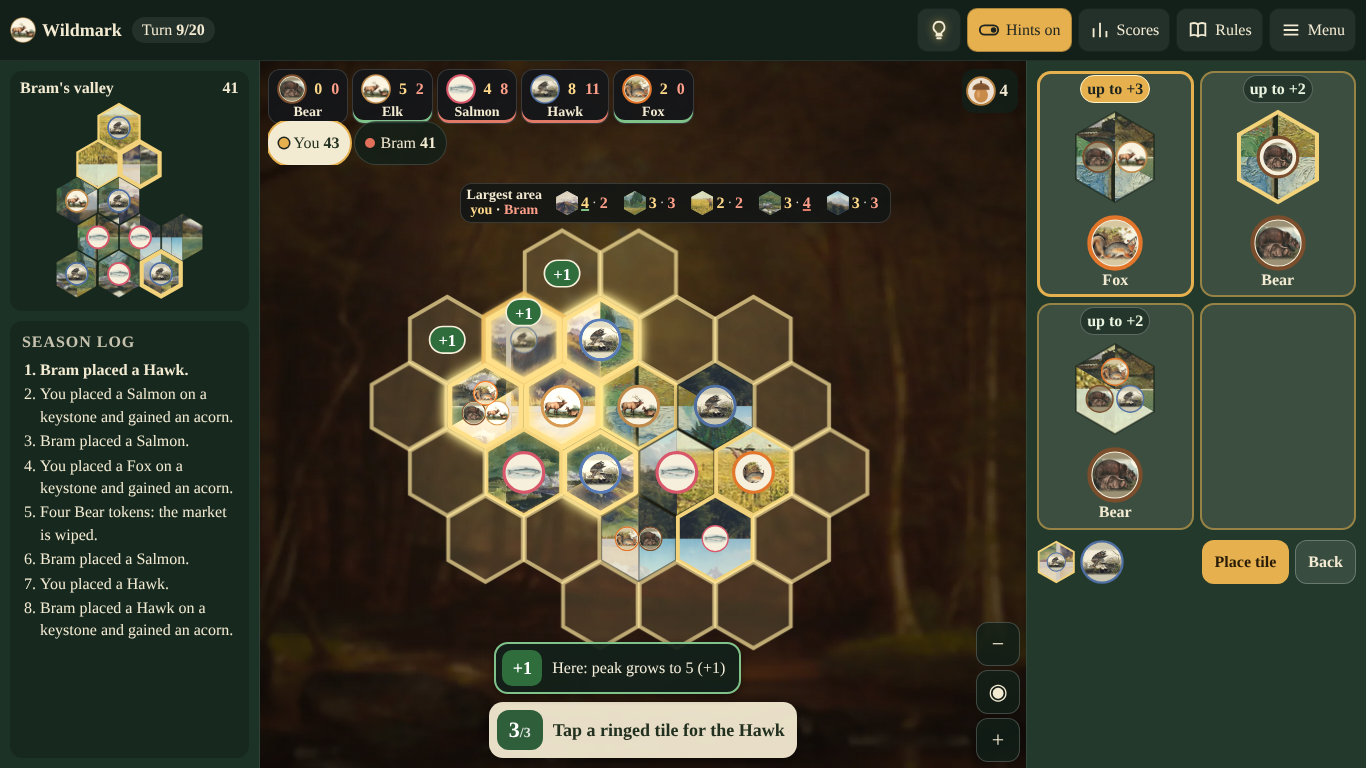 Wildmark
Turn 9/20
Hints on
Scores
Rules
Menu
Bram's valley 41
SEASON LOG
1. Bram placed a Hawk.
2. You placed a Salmon on a
keystone and gained an acorn.
3. Bram placed a Salmon.
4. You placed a Fox on a
keystone and gained an acorn.
5. Four Bear tokens: the market
is wiped.
6. Bram placed a Salmon.
7. You placed a Hawk.
8. Bram placed a Hawk on a
keystone and gained an acorn.
0 0
Bear
5 2
Elk
4 8
Salmon
8 11
Hawk
2 0
Fox
4
You 43
Bram 41
Largest area
you · Bram
4 · 2
3 · 3
2 · 2
3 · 4
3 · 3
+1
+1
+1
+1 Here: peak grows to 5 (+1)
3/3 Tap a ringed tile for the Hawk
−
+
up to +3
Fox
up to +2
Bear
up to +2
Bear
Place tile
Back